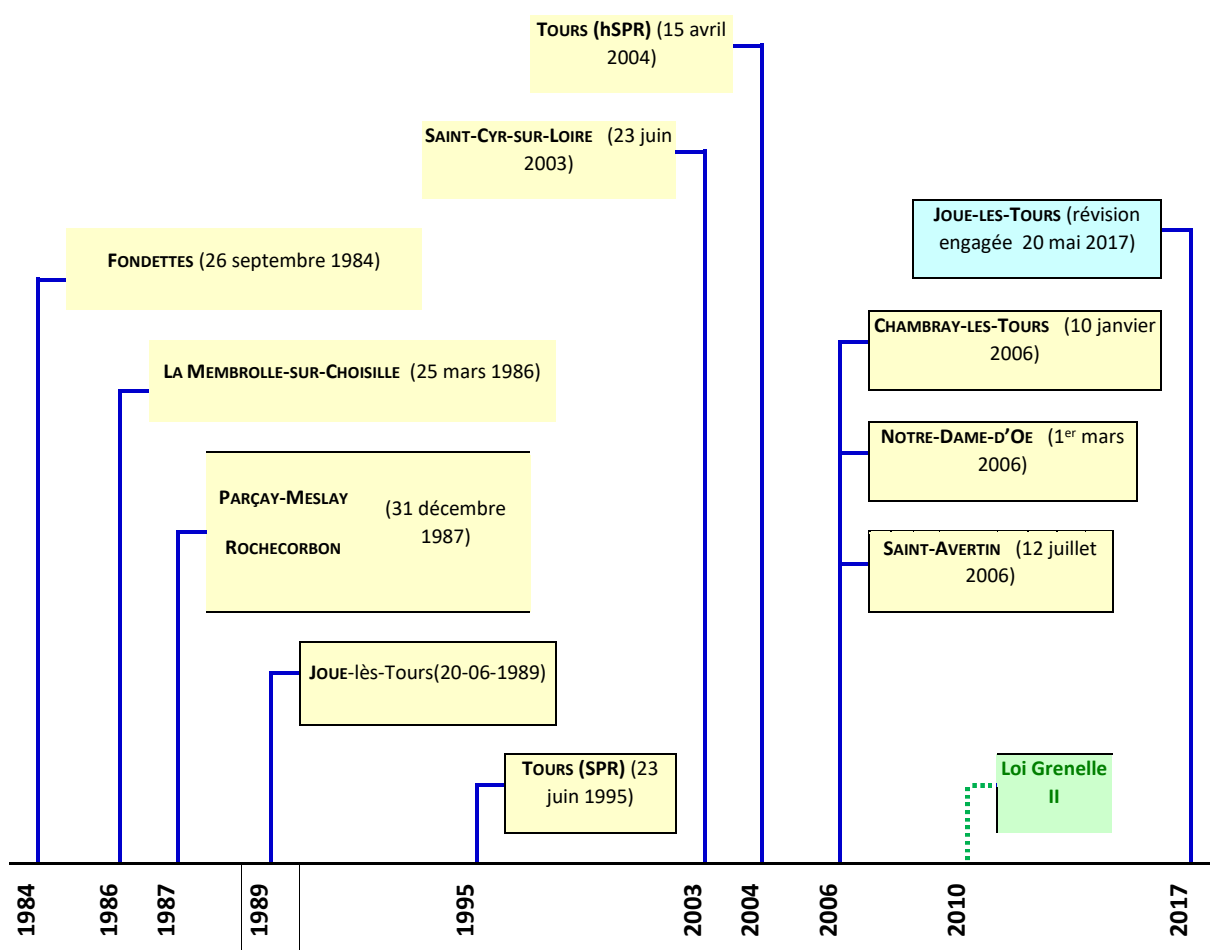 TOURS (hSPR) (15 avril
2004)
SAINT-CYR-SUR-LOIRE (23 juin
2003)
JOUE-LES-TOURS (révision
engagée 20 mai 2017)
FONDETTES (26 septembre 1984)
CHAMBRAY-LES-TOURS (10 janvier
2006)
LA MEMBROLLE-SUR-CHOISILLE (25 mars 1986)
NOTRE-DAME-D’OE (1er mars
2006)
PARÇAY-MESLAY
ROCHECORBON
(31 décembre
1987)
SAINT-AVERTIN (12 juillet
2006)
JOUE-lès-Tours(20-06-1989)
TOURS (SPR) (23
juin 1995)
Loi Grenelle
II
1984
1986
1987
1989
1995
2003
2004
2006
2010
2017